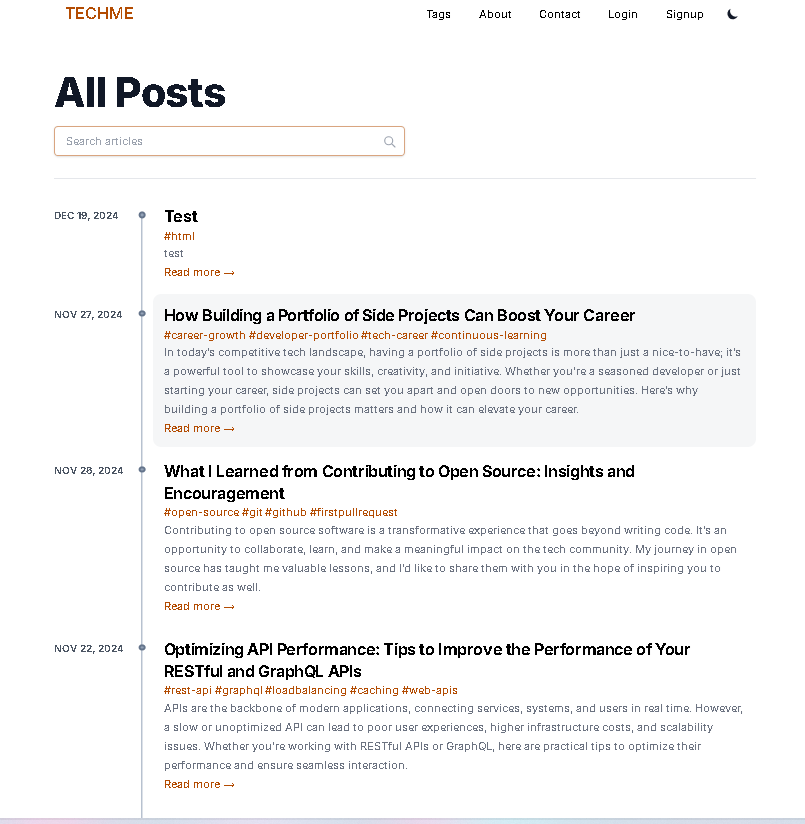 TECHME
Tags About Contact Login Signup
All Posts
Search articles
DEC 19, 2024
Test
#html
test
Read more →
NOV 27, 2024
How Building a Portfolio of Side Projects Can Boost Your Career
#career-growth #developer-portfolio #tech-career #continuous-learning
In today's competitive tech landscape, having a portfolio of side projects is more than just a nice-to-have; it's
a powerful tool to showcase your skills, creativity, and initiative. Whether you're a seasoned developer or just
starting your career, side projects can set you apart and open doors to new opportunities. Here's why
building a portfolio of side projects matters and how it can elevate your career.
Read more →
NOV 26, 2024
What I Learned from Contributing to Open Source: Insights and
Encouragement
#open-source #git #github #firstpullrequest
Contributing to open source software is a transformative experience that goes beyond writing code. It's an
opportunity to collaborate, learn, and make a meaningful impact on the tech community. My journey in open
source has taught me valuable lessons, and I'd like to share them with you in the hope of inspiring you to
contribute as well.
Read more →
NOV 22, 2024
Optimizing API Performance: Tips to Improve the Performance of Your
RESTful and GraphQL APIs
#rest-api #graphql #loadbalancing #caching #web-apis
APIs are the backbone of modern applications, connecting services, systems, and users in real time. However,
a slow or unoptimized API can lead to poor user experiences, higher infrastructure costs, and scalability
issues. Whether you're working with RESTful APIs or GraphQL, here are practical tips to optimize their
performance and ensure seamless interaction.
Read more →